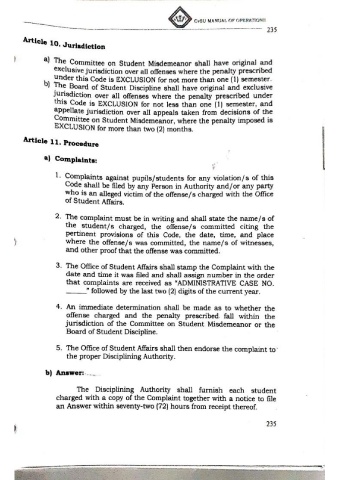 CvSU MANUAL OF OPERATIONS
235
Article 10. Jurisdiction
a) The Committee on Student Misdemeanor shall have original and
exclusive jurisdiction over all offenses where the penalty prescribed
under this Code is EXCLUSION for not more than one (1) semester.
b) The Board of Student Discipline shall have original and exclusive
jurisdiction over all offenses where the penalty prescribed under
this Code is EXCLUSION for not less than one (1) semester, and
appellate jurisdiction over all appeals taken from decisions of the
Committee on Student Misdemeanor, where the penalty imposed is
EXCLUSION for more than two (2) months.
Article 11. Procedure
a) Complaints:
1. Complaints against pupils/students for any violation/s of this
Code shall be filed by any Person in Authority and/or any party
who is an alleged victim of the offense/s charged with the Office
of Student Affairs.
2. The complaint must be in writing and shall state the name/s of
the student/s charged, the offense/s committed citing the
pertinent provisions of this Code, the date, time, and place
where the offense/s was committed, the name/s of witnesses,
and other proof that the offense was committed.
3. The Office of Student Affairs shall stamp the Complaint with the
date and time it was filed and shall assign number in the order
that complaints are received as "ADMINISTRATIVE CASE NO.
_____" followed by the last two (2) digits of the current year.
4. An immediate determination shall be made as to whether the
offense charged and the penalty prescribed fall within the
jurisdiction of the Committee on Student Misdemeanor or the
Board of Student Discipline.
5. The Office of Student Affairs shall then endorse the complaint to
the proper Disciplining Authority.
b) Answer:
The Disciplining Authority shall furnish each student
charged with a copy of the Complaint together with a notice to file
an Answer within seventy-two (72) hours from receipt thereof.
235